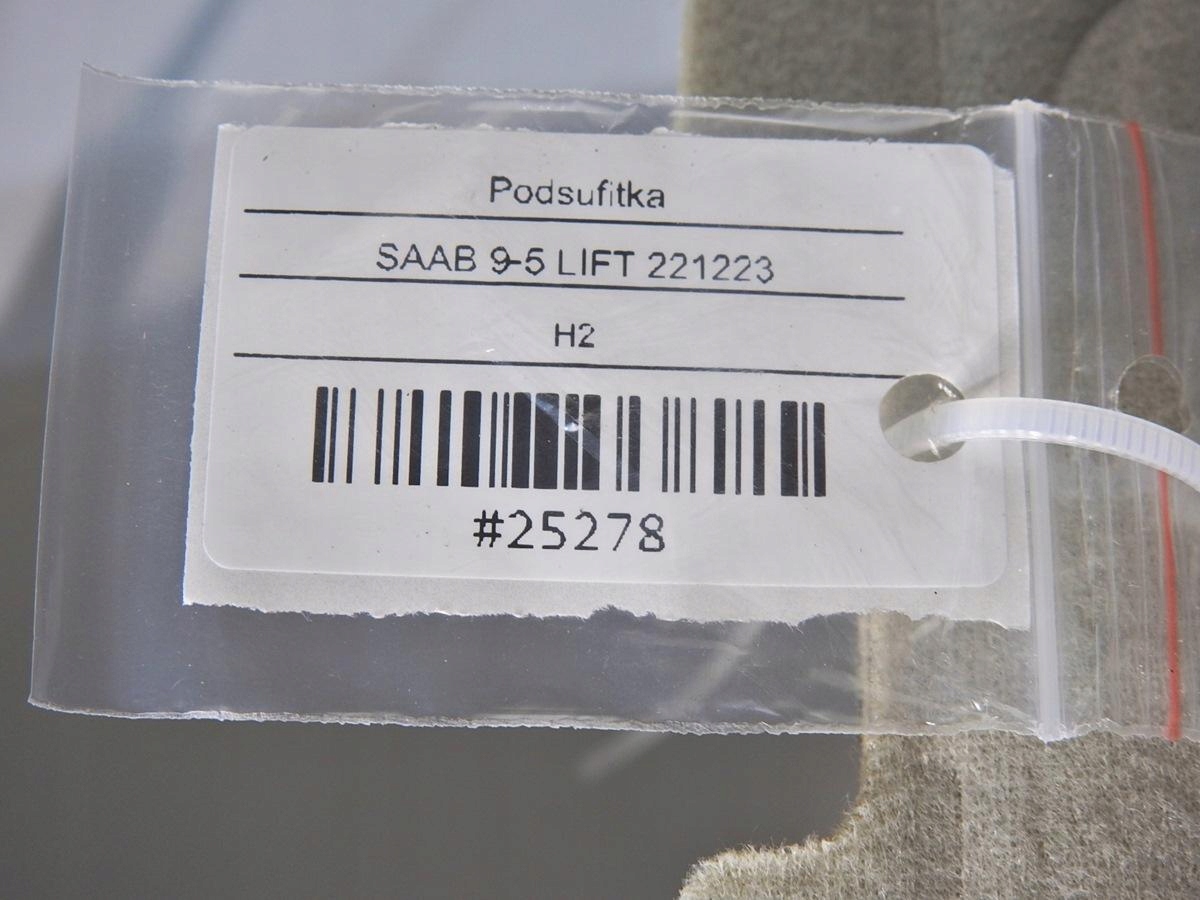 Podsufitka
SAAB 9-5 LIFT 221223
H2
#25278